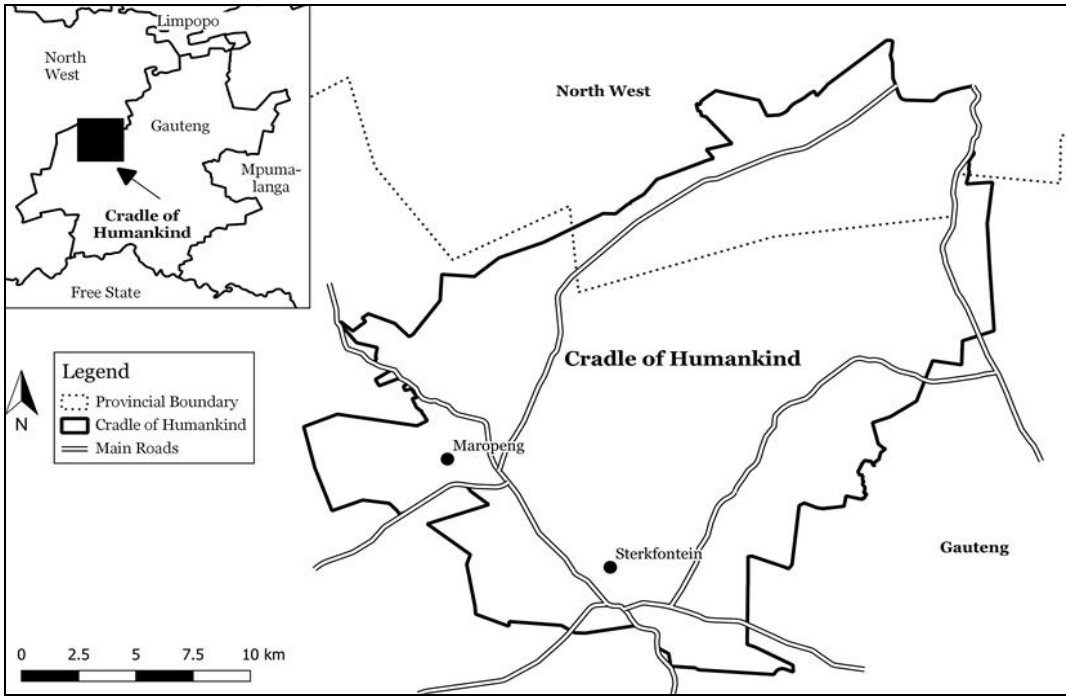 Limpopo
North
West
Gauteng
Mpuma-
langa
Cradle of
Humankind
Free State
North West
Cradle of Humankind
Legend
Provincial Boundary
Cradle of Humankind
Main Roads
N
Maropeng
Sterkfontein
Gauteng
0 2.5 5 7.5 10 km